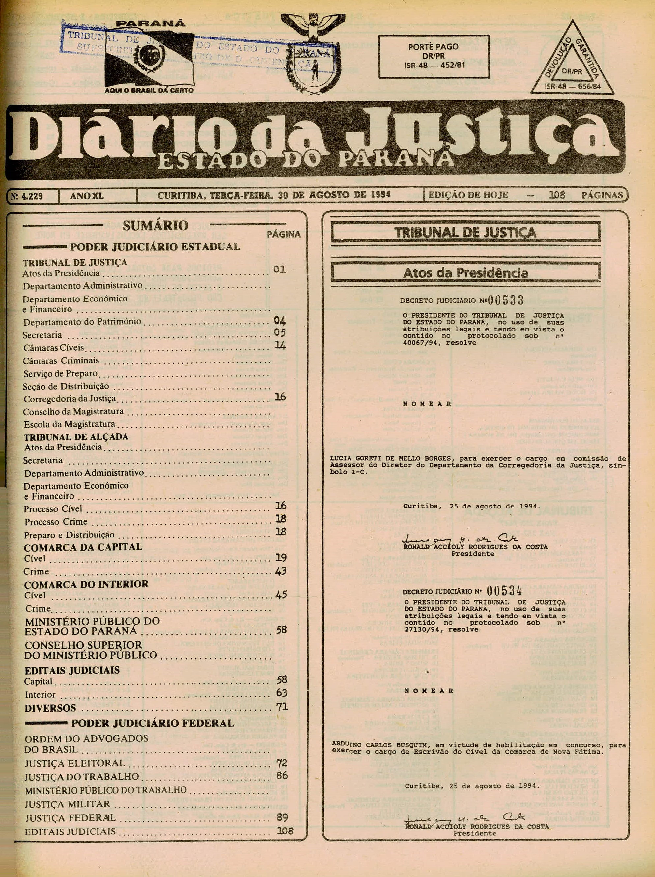 PARANÁ
TRIBUNAL DE
DO ESTADO DO PARANÁ
AQUI O BRASIL DÁ CERTO
PORTE PAGO
DR/PR
ISR-48 — 452/81
DEVOLUÇÃO GARANTIDA
DR/PR
ISR-48 — 656/84
Diário da Justiça
ESTADO DO PARANÁ
Nº 4.229 ANO XL CURITIBA, TERÇA-FEIRA, 30 DE AGOSTO DE 1994 EDIÇÃO DE HOJE — 108 PÁGINAS
SUMÁRIO
PÁGINA
PODER JUDICIÁRIO ESTADUAL
TRIBUNAL DE JUSTIÇA
Atos da Presidência 01
Departamento Administrativo
Departamento Econômico
e Financeiro
Departamento do Patrimônio 04
Secretaria 05
Câmaras Cíveis 14
Câmaras Criminais
Serviço de Preparo
Seção de Distribuição
Corregedoria da Justiça 16
Conselho da Magistratura
Escola da Magistratura
TRIBUNAL DE ALÇADA
Atos da Presidência
Secretaria
Departamento Administrativo
Departamento Econômico
e Financeiro
Processo Cível 16
Processo Crime 18
Preparo e Distribuição 18
COMARCA DA CAPITAL
Cível 19
Crime 43
COMARCA DO INTERIOR
Cível 45
Crime
MINISTÉRIO PÚBLICO DO
ESTADO DO PARANÁ 58
CONSELHO SUPERIOR
DO MINISTÉRIO PÚBLICO
EDITAIS JUDICIAIS
Capital 58
Interior 63
DIVERSOS 71
PODER JUDICIÁRIO FEDERAL
ORDEM DO ADVOGADOS
DO BRASIL
JUSTIÇA ELEITORAL 72
JUSTIÇA DO TRABALHO 86
MINISTÉRIO PÚBLICO DO TRABALHO
JUSTIÇA MILITAR
JUSTIÇA FEDERAL 89
EDITAIS JUDICIAIS 108
TRIBUNAL DE JUSTIÇA
Atos da Presidência
DECRETO JUDICIÁRIO Nº 00533
O PRESIDENTE DO TRIBUNAL DE JUSTIÇA
DO ESTADO DO PARANÁ, no uso de suas
atribuições legais e tendo em vista o
contido no protocolado sob nº
40067/94, resolve
N O M E A R
LUCIA GORETI DE MELLO BORGES, para exercer o cargo em comissão de
Assessor do Diretor do Departamento da Corregedoria da Justiça, sím-
bolo 1-C.
Curitiba, 25 de agosto de 1994.
RONALD ACCIOLY RODRIGUES DA COSTA
Presidente
DECRETO JUDICIÁRIO Nº 00534
O PRESIDENTE DO TRIBUNAL DE JUSTIÇA
DO ESTADO DO PARANÁ, no uso de suas
atribuições legais e tendo em vista o
contido no protocolado sob nº
27130/94, resolve
N O M E A R
ARDUINO CARLOS BUSQUIM, em virtude de habilitação em concurso, para
exercer o cargo de Escrivão do Cível da Comarca de Nova Fátima.
Curitiba, 25 de agosto de 1994.
RONALD ACCIOLY RODRIGUES DA COSTA
Presidente